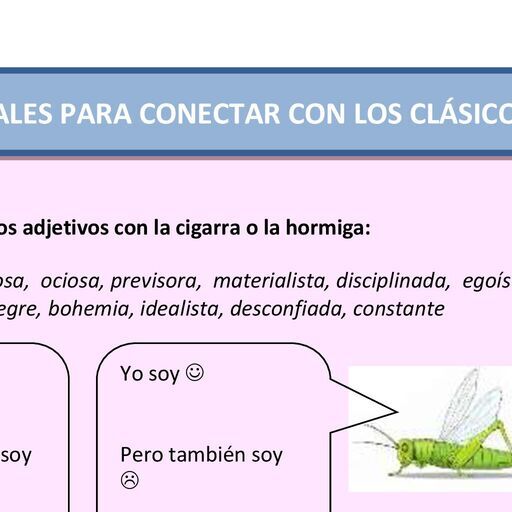 ALES PARA CONECTAR CON LOS CLÁSICO
os adjetivos con la cigarra o la hormiga:
osa, ociosa, previsora, materialista, disciplinada, egoís
egre, bohemia, idealista, desconfiada, constante
Yo soy ☺
soy
Pero también soy
☹